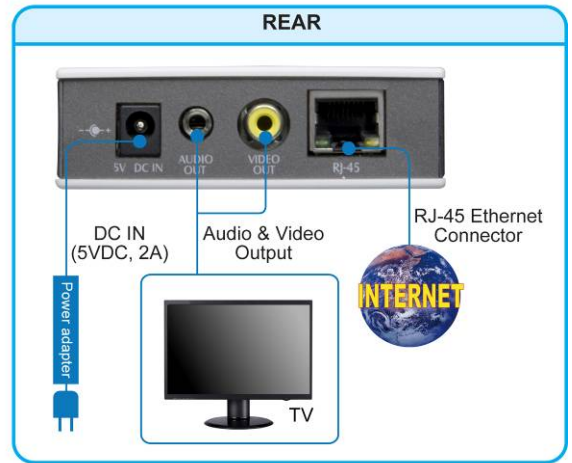 REAR
5V DC IN
AUDIO
OUT
VIDEO
OUT
RJ-45
DC IN
(5VDC, 2A)
Audio & Video
Output
RJ-45 Ethernet
Connector
Power adapter
INTERNET
TV